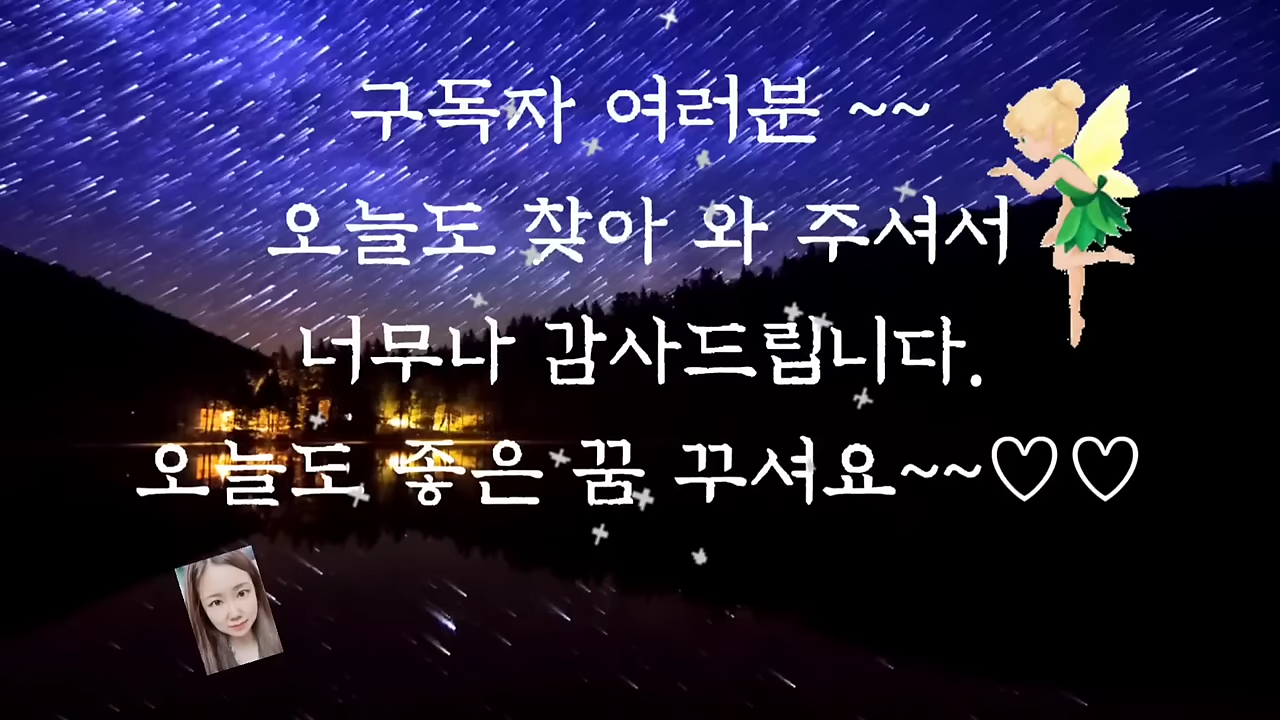 구독자 여러분 ~~
오늘도 찾아 와 주셔서
너무나 감사드립니다.
오늘도 좋은 꿈 꾸셔요~~♡♡